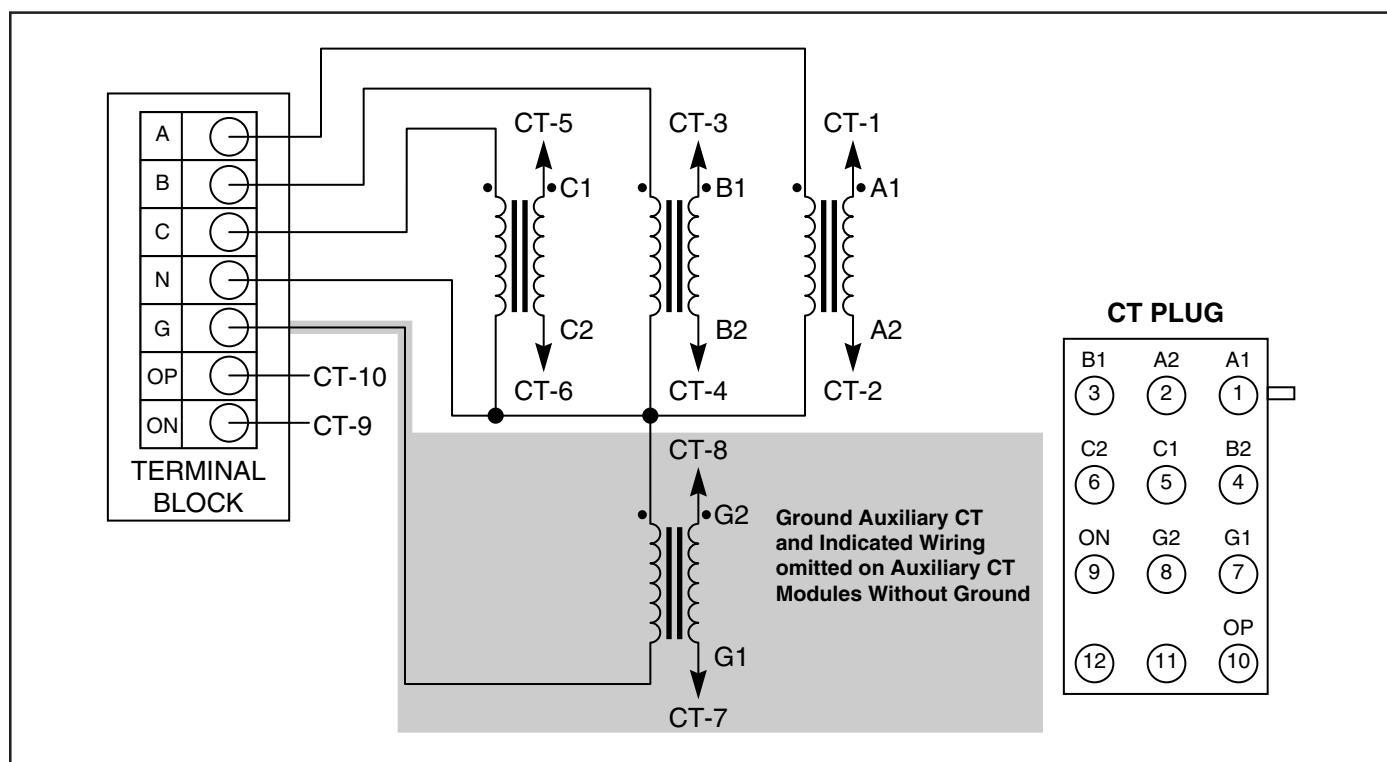 A
B
C
N
G
OP
ON
TERMINAL
BLOCK
CT-10
CT-9
CT-5
C1
C2
CT-6
CT-3
B1
B2
CT-4
CT-1
A1
A2
CT-2
CT-8
G2
G1
CT-7
Ground Auxiliary CT
and Indicated Wiring
omitted on Auxiliary CT
Modules Without Ground
CT PLUG
B1 A2 A1
3 2 1
C2 C1 B2
6 5 4
ON G2 G1
9 8 7
OP
12 11 10